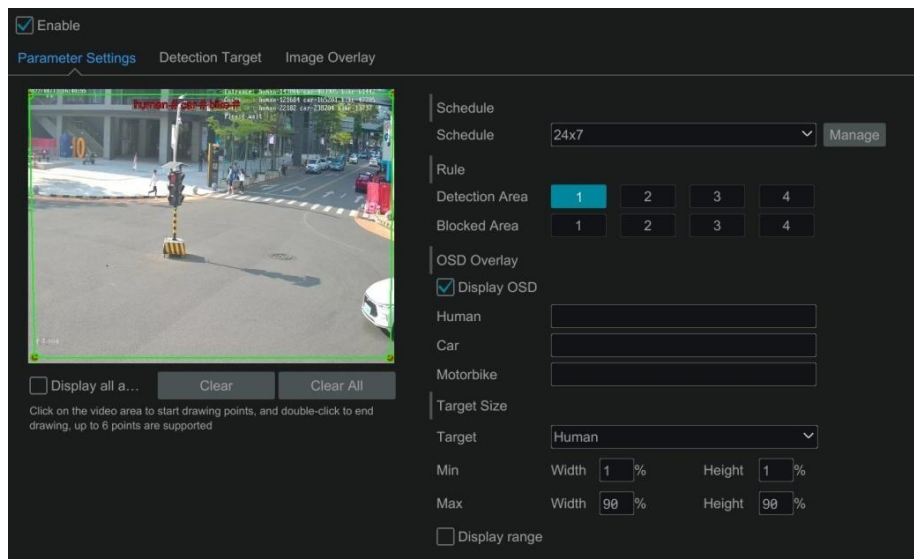 Enable
Parameter Settings Detection Target Image Overlay
human-# car-# bike-#
Schedule
Schedule 24x7 Manage
Rule
Detection Area 1 2 3 4
Blocked Area 1 2 3 4
OSD Overlay
Display OSD
Human
Car
Motorbike
Display all a... Clear Clear All
Click on the video area to start drawing points, and double-click to end
drawing, up to 6 points are supported
Target Size
Target Human
Min Width 1 % Height 1 %
Max Width 90 % Height 90 %
Display range